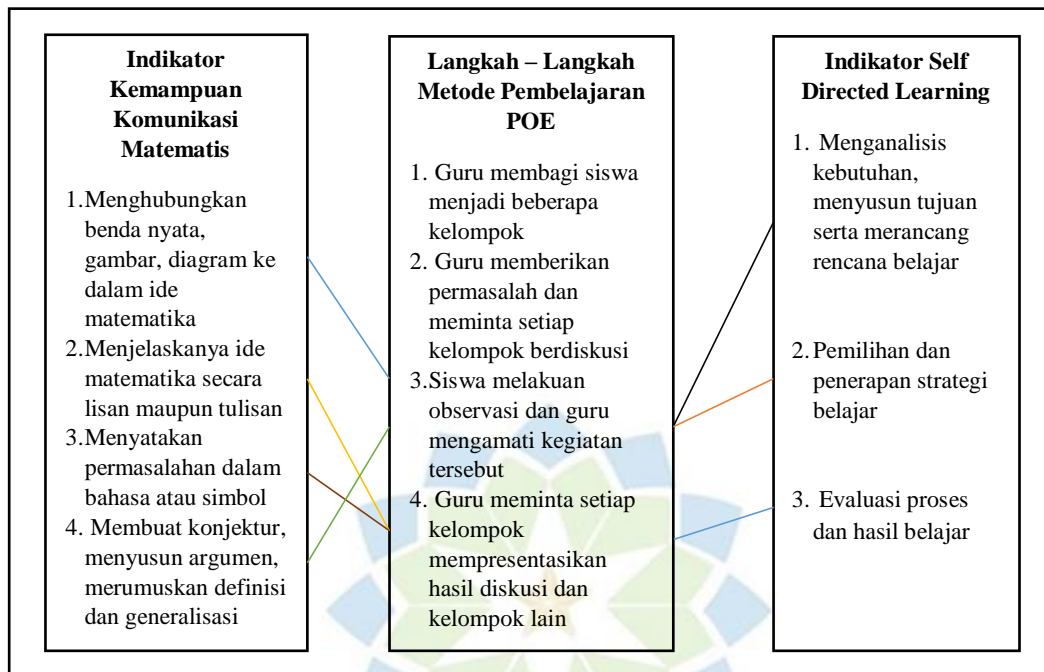 Indikator
Kemampuan
Komunikasi
Matematis
1.Menghubungkan
benda nyata,
gambar, diagram ke
dalam ide
matematika
2.Menjelaskanya ide
matematika secara
lisan maupun tulisan
3.Menyatakan
permasalahan dalam
bahasa atau simbol
4. Membuat konjektur,
menyusun argumen,
merumuskan definisi
dan generalisasi
Langkah – Langkah
Metode Pembelajaran
POE
1. Guru membagi siswa
menjadi beberapa
kelompok
2. Guru memberikan
permasalah dan
meminta setiap
kelompok berdiskusi
3.Siswa melakuan
observasi dan guru
mengamati kegiatan
tersebut
4. Guru meminta setiap
kelompok
mempresentasikan
hasil diskusi dan
kelompok lain
Indikator Self
Directed Learning
1. Menganalisis
kebutuhan,
menyusun tujuan
serta merancang
rencana belajar
2. Pemilihan dan
penerapan strategi
belajar
3. Evaluasi proses
dan hasil belajar